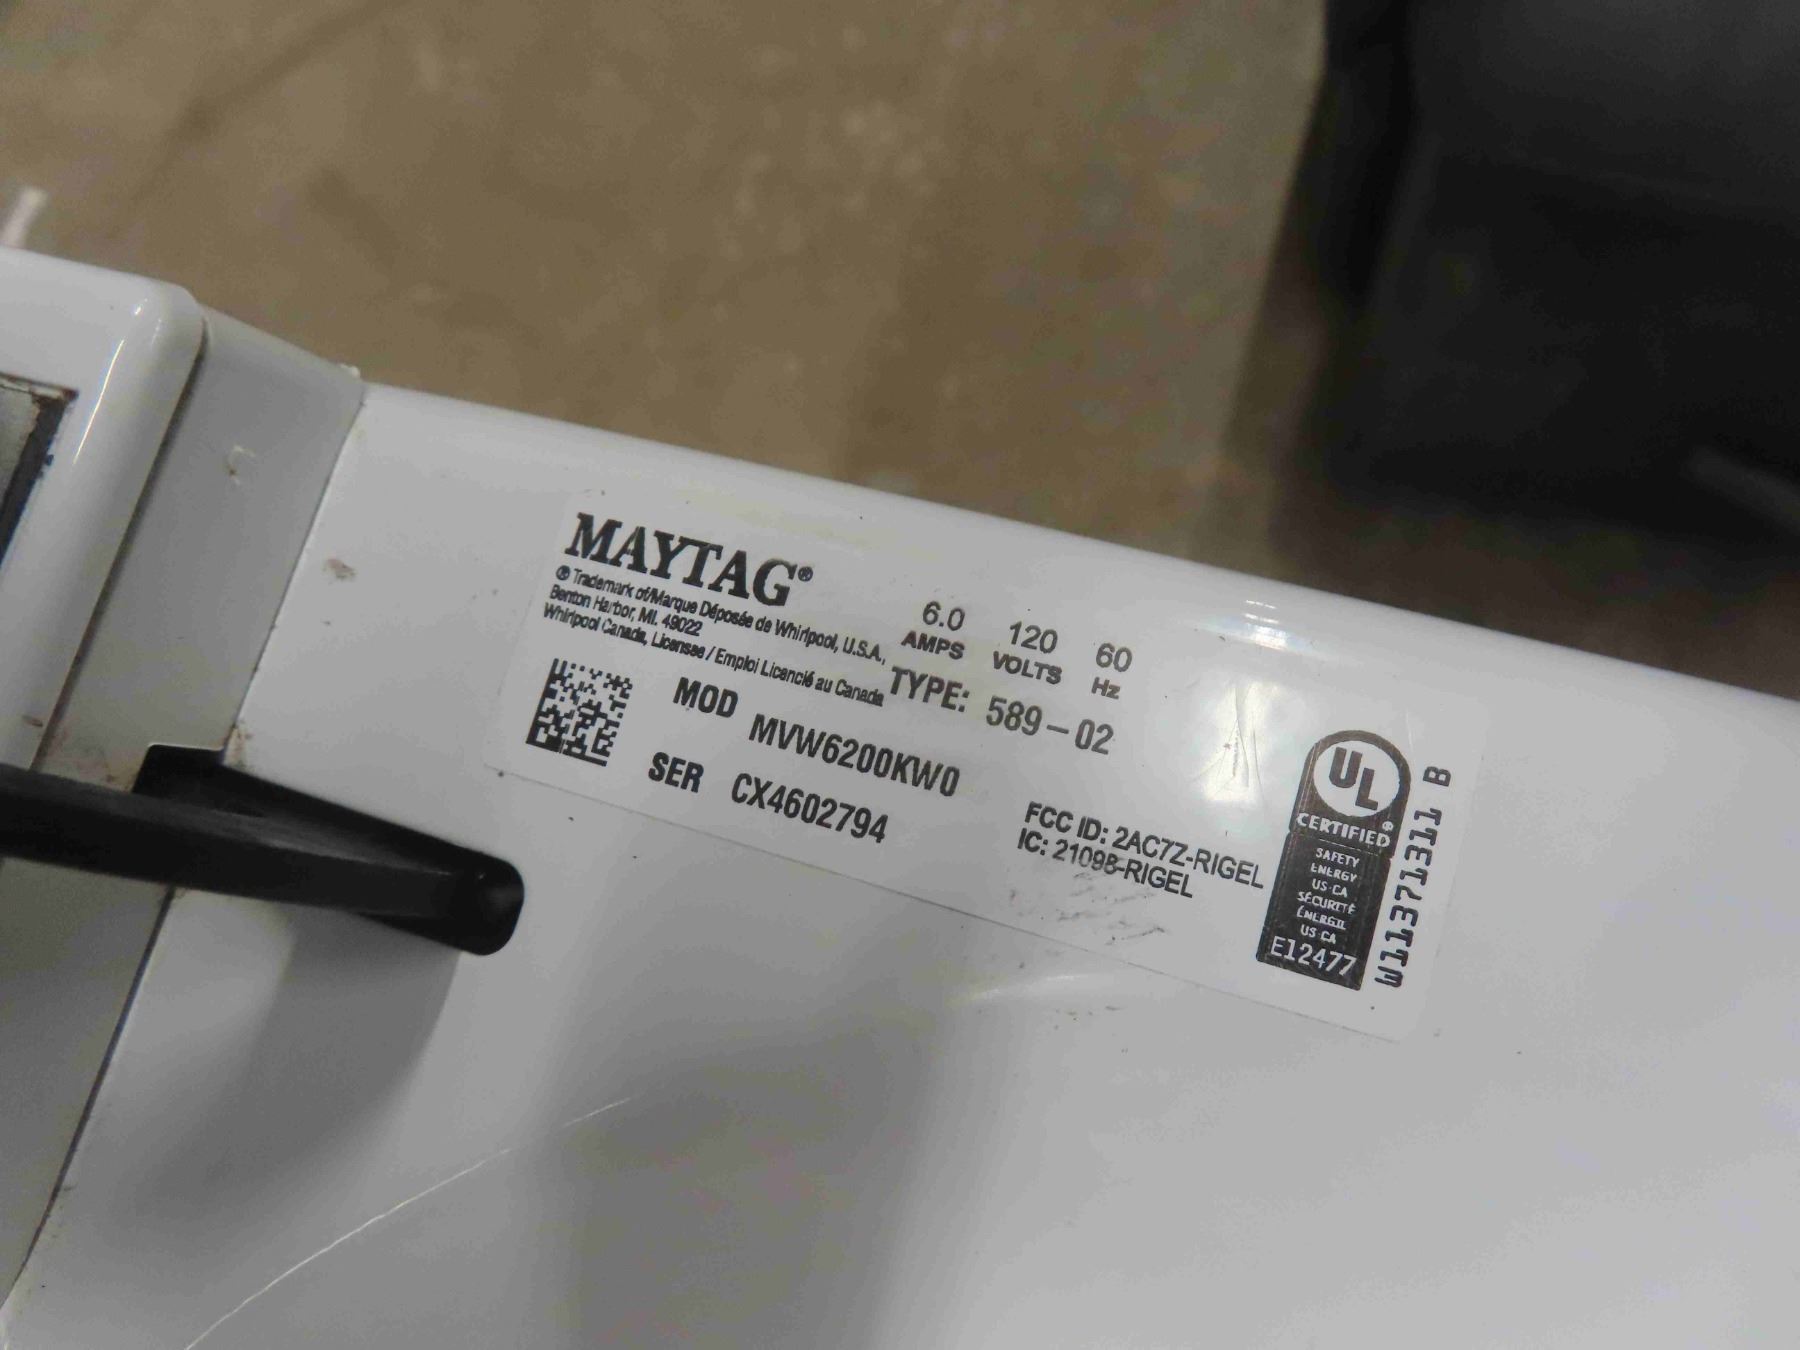 MAYTAG®
® Trademark of/Marque Déposée de Whirlpool, U.S.A.,
Benton Harbor, MI. 49022
Whirlpool Canada, Licensee / Emploi Licencié au Canada
6.0 120 60
AMPS VOLTS Hz
TYPE: 589-02
MOD MVW6200KW0
SER CX4602794
FCC ID: 2AC7Z-RIGEL
IC: 21098-RIGEL
UL
CERTIFIED®
SAFETY
ENERGY
US-CA
SÉCURITÉ
US-CA
E12477
W11371311 B